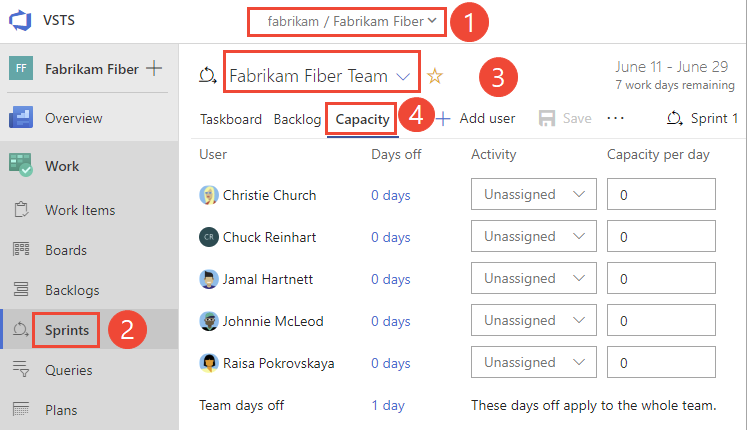 VSTS
fabrikam / Fabrikam Fiber
1
FF Fabrikam Fiber
Fabrikam Fiber Team
3
June 11 - June 29
7 work days remaining
Overview
Taskboard Backlog Capacity 4 Add user Save ... Sprint 1
User Days off Activity Capacity per day
Work
Christie Church 0 days Unassigned 0
Work Items
CR Chuck Reinhart 0 days Unassigned 0
Boards
Jamal Hartnett 0 days Unassigned 0
Backlogs
Johnnie McLeod 0 days Unassigned 0
Sprints 2
Raisa Pokrovskaya 0 days Unassigned 0
Queries
Team days off 1 day These days off apply to the whole team.
Plans